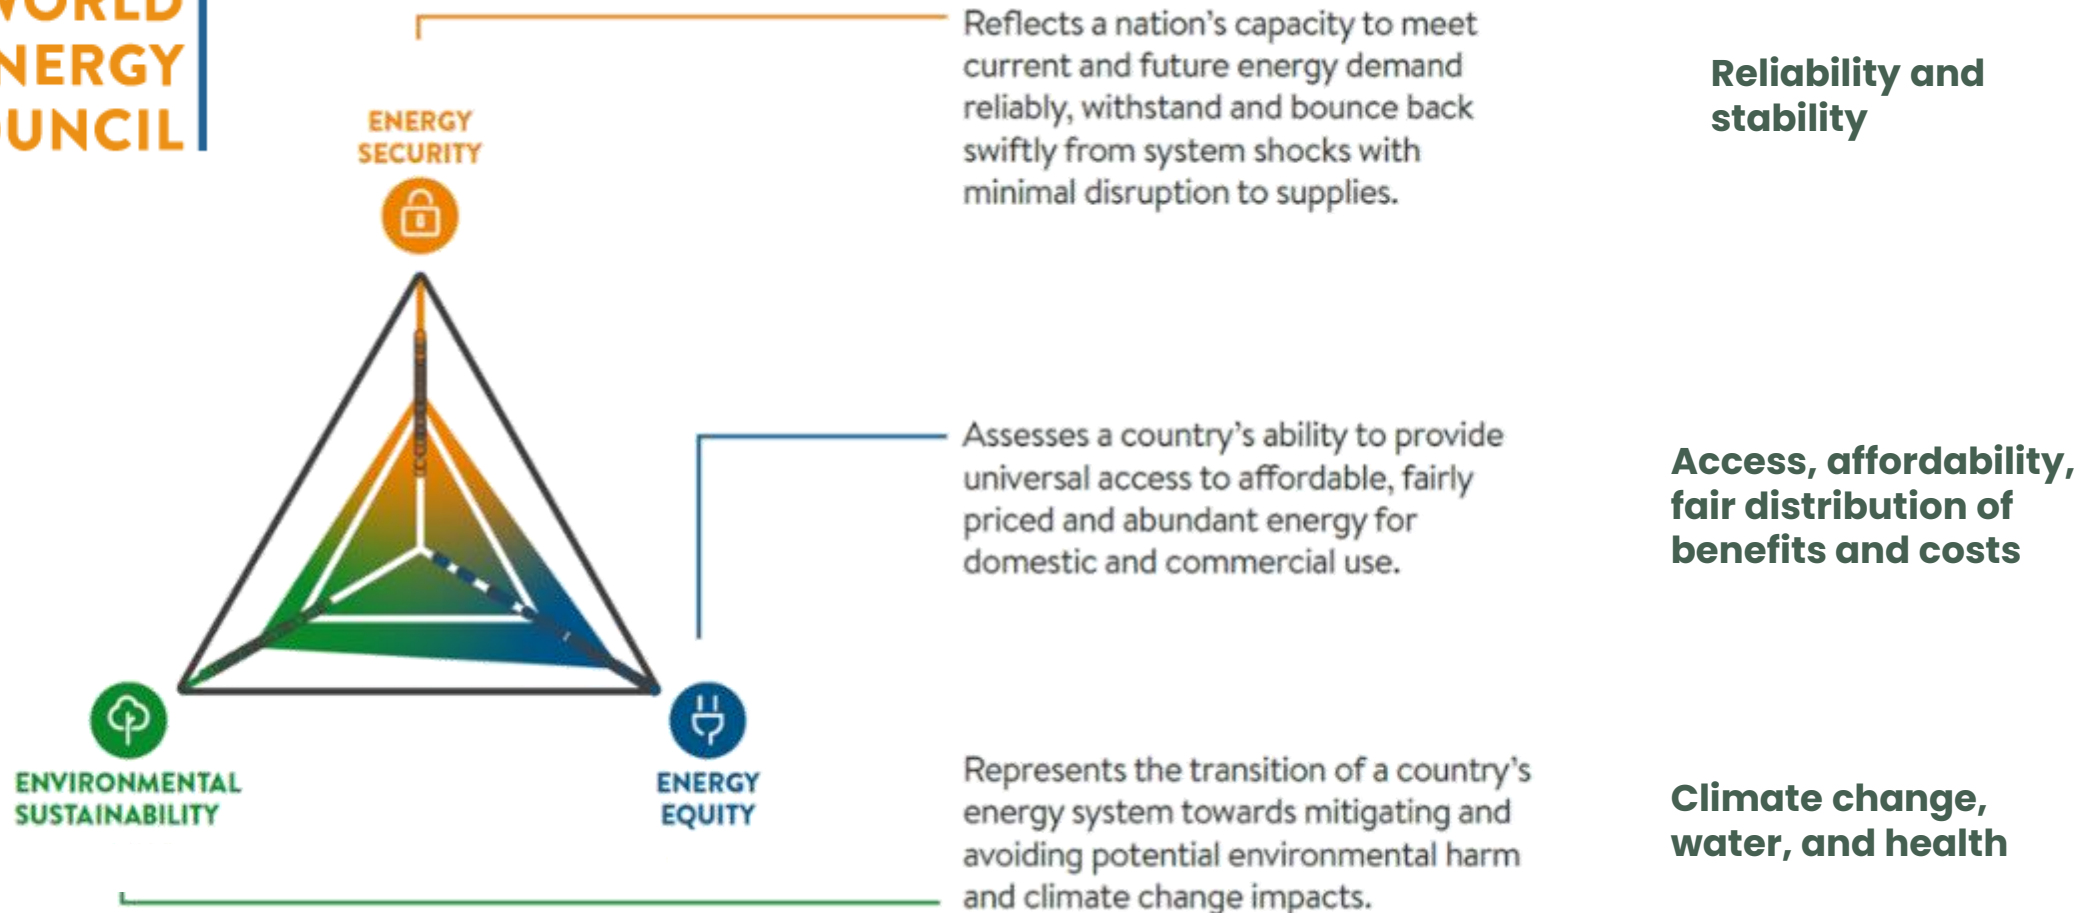 WORLD
ENERGY
COUNCIL
ENERGY
SECURITY
Reflects a nation's capacity to meet
current and future energy demand
reliably, withstand and bounce back
swiftly from system shocks with
minimal disruption to supplies.
Reliability and
stability
Assesses a country's ability to provide
universal access to affordable, fairly
priced and abundant energy for
domestic and commercial use.
Access, affordability,
fair distribution of
benefits and costs
ENVIRONMENTAL
SUSTAINABILITY
ENERGY
EQUITY
Represents the transition of a country's
energy system towards mitigating and
avoiding potential environmental harm
and climate change impacts.
Climate change,
water, and health